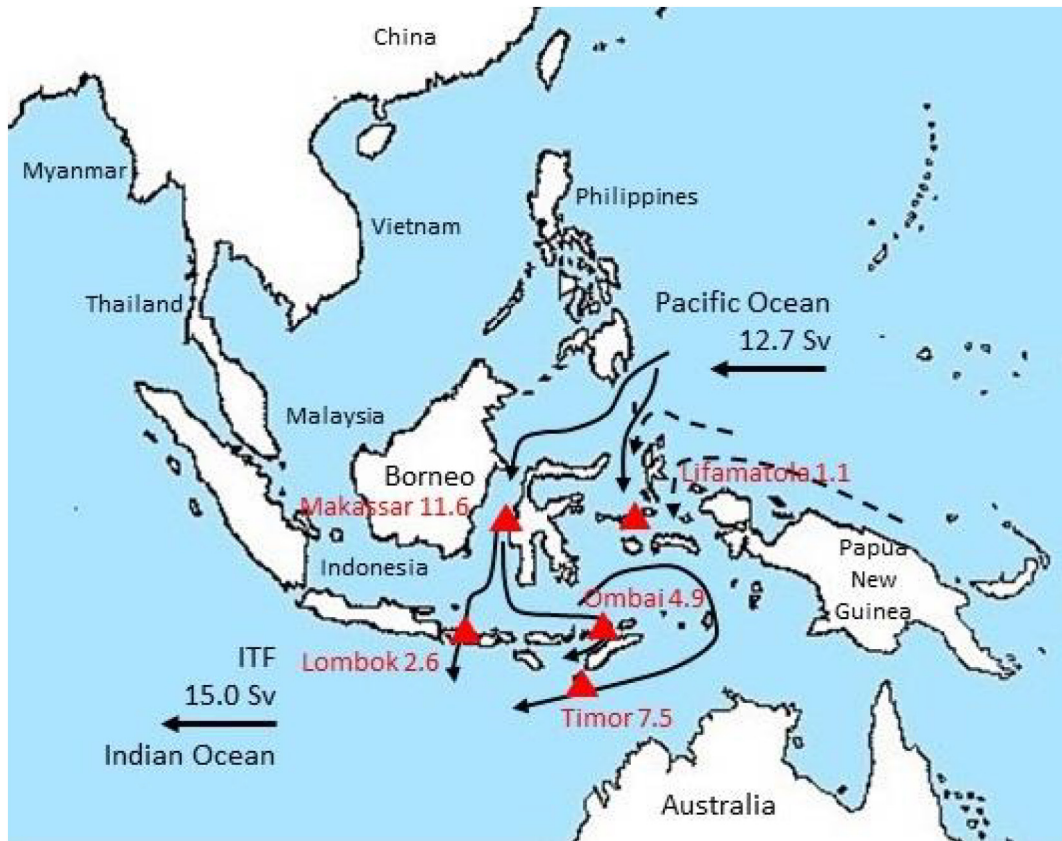 China
Myanmar
Vietnam
Philippines
Thailand
Pacific Ocean
12.7 Sv
Malaysia
Borneo
Lifamatola 1.1
Makassar 11.6
Indonesia
Papua
New
Guinea
Ombai 4.9
Lombok 2.6
ITF
15.0 Sv
Indian Ocean
Timor 7.5
Australia